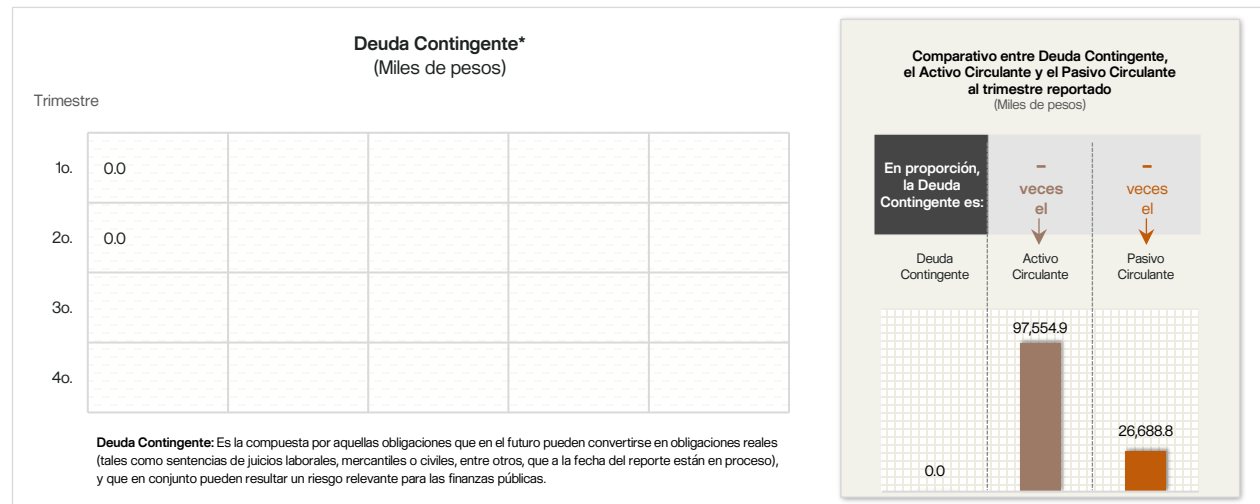 Deuda Contingente*
(Miles de pesos)
Trimestre
1o. 0.0
2o. 0.0
3o.
4o.
Deuda Contingente: Es la compuesta por aquellas obligaciones que en el futuro pueden convertirse en obligaciones reales
(tales como sentencias de juicios laborales, mercantiles o civiles, entre otros, que a la fecha del reporte están en proceso),
y que en conjunto pueden resultar un riesgo relevante para las finanzas públicas.
Comparativo entre Deuda Contingente,
el Activo Circulante y el Pasivo Circulante
al trimestre reportado
(Miles de pesos)
En proporción,
la Deuda
Contingente es:
–
veces
el
–
veces
el
Deuda
Contingente
Activo
Circulante
Pasivo
Circulante
0.0
97,554.9
26,688.8